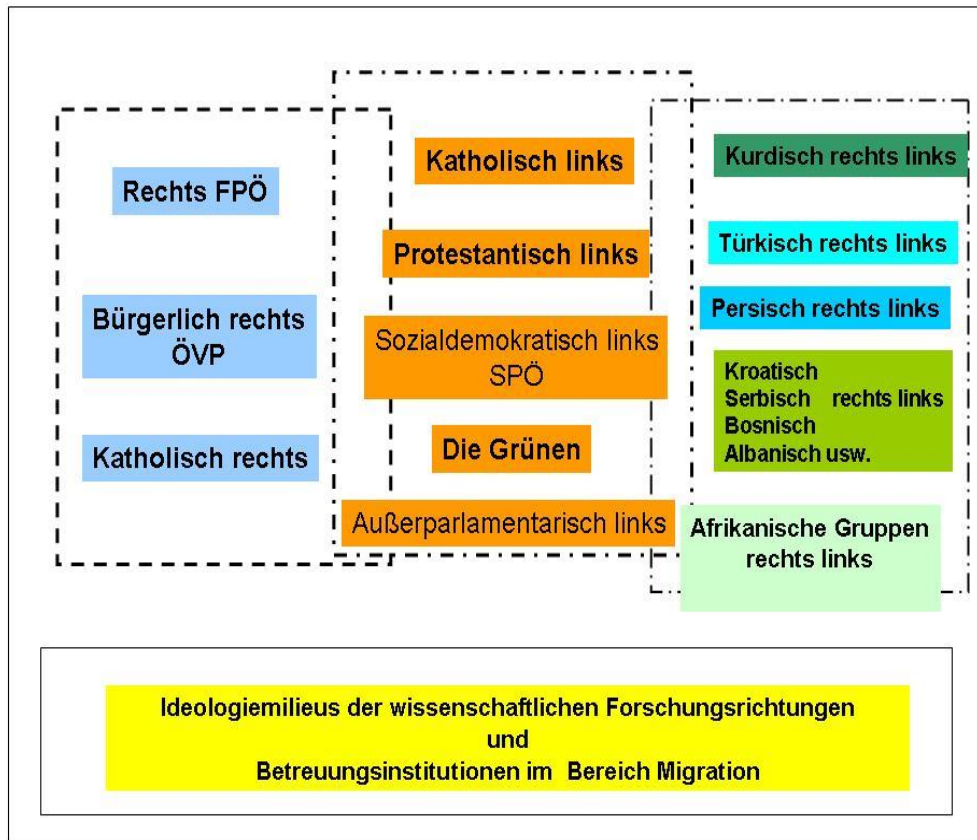 Rechts FPÖ
Bürgerlich rechts
ÖVP
Katholisch rechts
Katholisch links
Protestantisch links
Sozialdemokratisch links
SPÖ
Die Grünen
Außerparlamentarisch links
Kurdisch rechts links
Türkisch rechts links
Persisch rechts links
Kroatisch
Serbisch rechts links
Bosnisch
Albanisch usw.
Afrikanische Gruppen
rechts links
Ideologiemilieus der wissenschaftlichen Forschungsrichtungen
und
Betreuungsinstitutionen im Bereich Migration